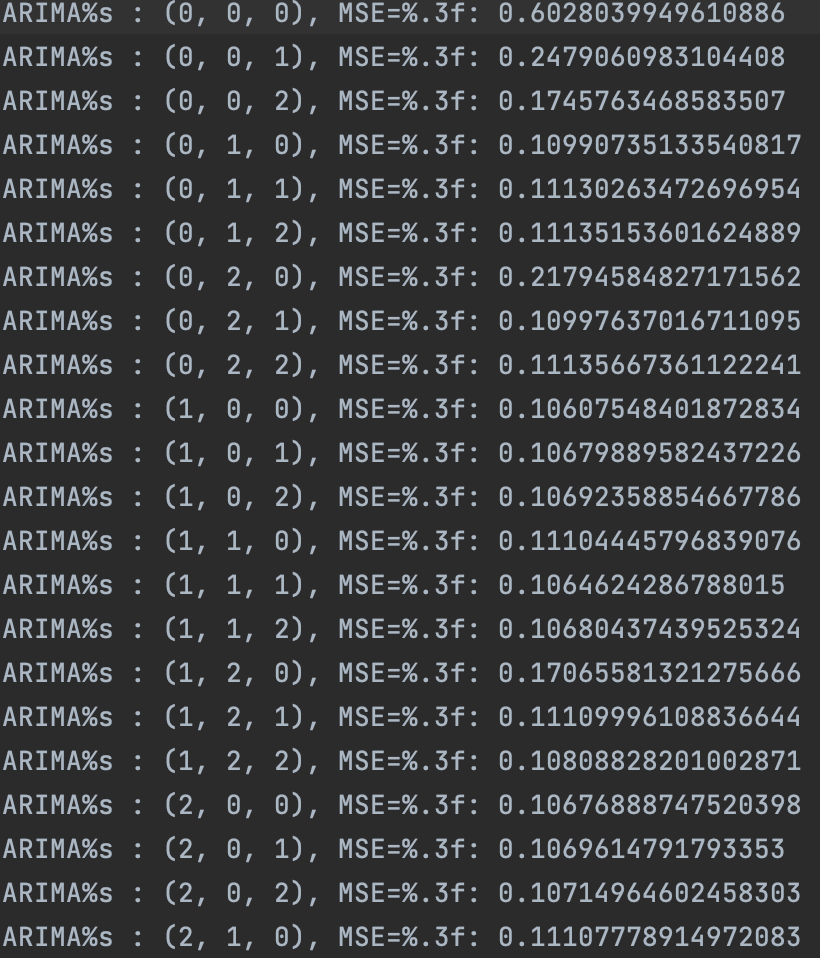 ARIMA%s : (0, 0, 0), MSE=%.3f: 0.6028039949610886
ARIMA%s : (0, 0, 1), MSE=%.3f: 0.2479060983104408
ARIMA%s : (0, 0, 2), MSE=%.3f: 0.1745763468583507
ARIMA%s : (0, 1, 0), MSE=%.3f: 0.10990735133540817
ARIMA%s : (0, 1, 1), MSE=%.3f: 0.11130263472696954
ARIMA%s : (0, 1, 2), MSE=%.3f: 0.11135153601624889
ARIMA%s : (0, 2, 0), MSE=%.3f: 0.21794584827171562
ARIMA%s : (0, 2, 1), MSE=%.3f: 0.10997637016711095
ARIMA%s : (0, 2, 2), MSE=%.3f: 0.11135667361122241
ARIMA%s : (1, 0, 0), MSE=%.3f: 0.10607548401872834
ARIMA%s : (1, 0, 1), MSE=%.3f: 0.10679889582437226
ARIMA%s : (1, 0, 2), MSE=%.3f: 0.10692358854667786
ARIMA%s : (1, 1, 0), MSE=%.3f: 0.11104445796839076
ARIMA%s : (1, 1, 1), MSE=%.3f: 0.1064624286788015
ARIMA%s : (1, 1, 2), MSE=%.3f: 0.10680437439525324
ARIMA%s : (1, 2, 0), MSE=%.3f: 0.17065581321275666
ARIMA%s : (1, 2, 1), MSE=%.3f: 0.11109996108836644
ARIMA%s : (1, 2, 2), MSE=%.3f: 0.10808828201002871
ARIMA%s : (2, 0, 0), MSE=%.3f: 0.10676888747520398
ARIMA%s : (2, 0, 1), MSE=%.3f: 0.1069614791793353
ARIMA%s : (2, 0, 2), MSE=%.3f: 0.10714964602458303
ARIMA%s : (2, 1, 0), MSE=%.3f: 0.11107778914972083